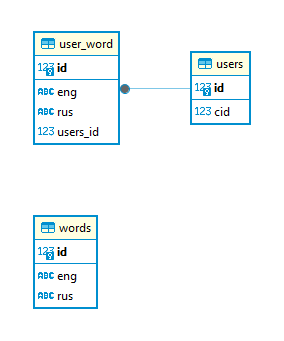 user_word
123 id
ABC eng
ABC rus
123 users_id
users
123 id
123 cid
words
123 id
ABC eng
ABC rus